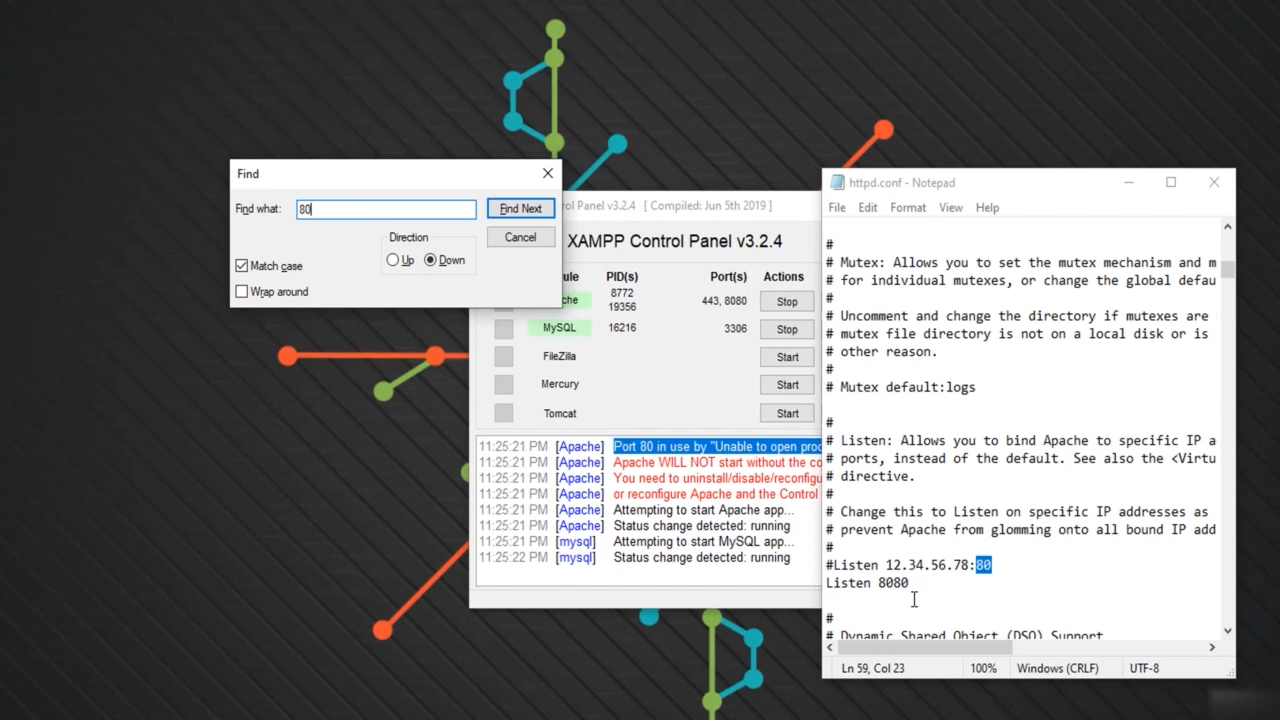 Find
Find what: 80
Find Next
Cancel
Direction
Up Down
Match case
Wrap around
rol Panel v3.2.4 [ Compiled: Jun 5th 2019 ]
XAMPP Control Panel v3.2.4
ule PID(s) Port(s) Actions
che 8772 19356 443, 8080 Stop
MySQL 16216 3306 Stop
FileZilla Start
Mercury Start
Tomcat Start
11:25:21 PM [Apache] Port 80 in use by "Unable to open proc
11:25:21 PM [Apache] Apache WILL NOT start without the co
11:25:21 PM [Apache] You need to uninstall/disable/reconfigu
11:25:21 PM [Apache] or reconfigure Apache and the Control
11:25:21 PM [Apache] Attempting to start Apache app...
11:25:21 PM [Apache] Status change detected: running
11:25:21 PM [mysql] Attempting to start MySQL app...
11:25:22 PM [mysql] Status change detected: running
httpd.conf - Notepad
File Edit Format View Help
#
# Mutex: Allows you to set the mutex mechanism and m
# for individual mutexes, or change the global defau
#
# Uncomment and change the directory if mutexes are
# mutex file directory is not on a local disk or is
# other reason.
#
# Mutex default:logs
#
# Listen: Allows you to bind Apache to specific IP a
# ports, instead of the default. See also the <Virtu
# directive.
#
# Change this to Listen on specific IP addresses as
# prevent Apache from glomming onto all bound IP add
#
#Listen 12.34.56.78:80
Listen 8080
#
# Dynamic Shared Object (DSO) Support
Ln 59, Col 23 100% Windows (CRLF) UTF-8